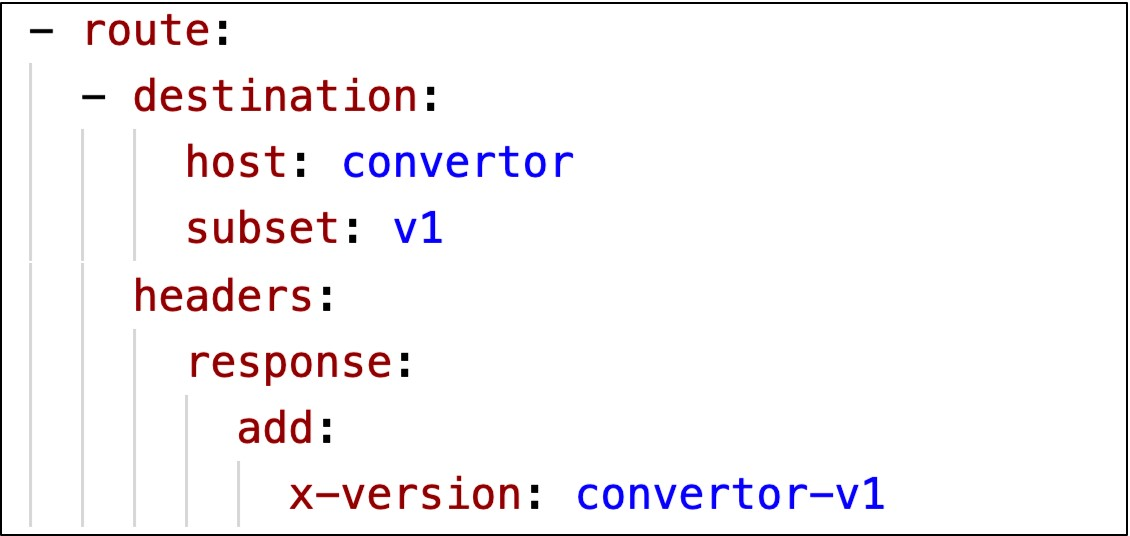 - route:
  - destination:
      host: convertor
      subset: v1
    headers:
      response:
        add:
          x-version: convertor-v1